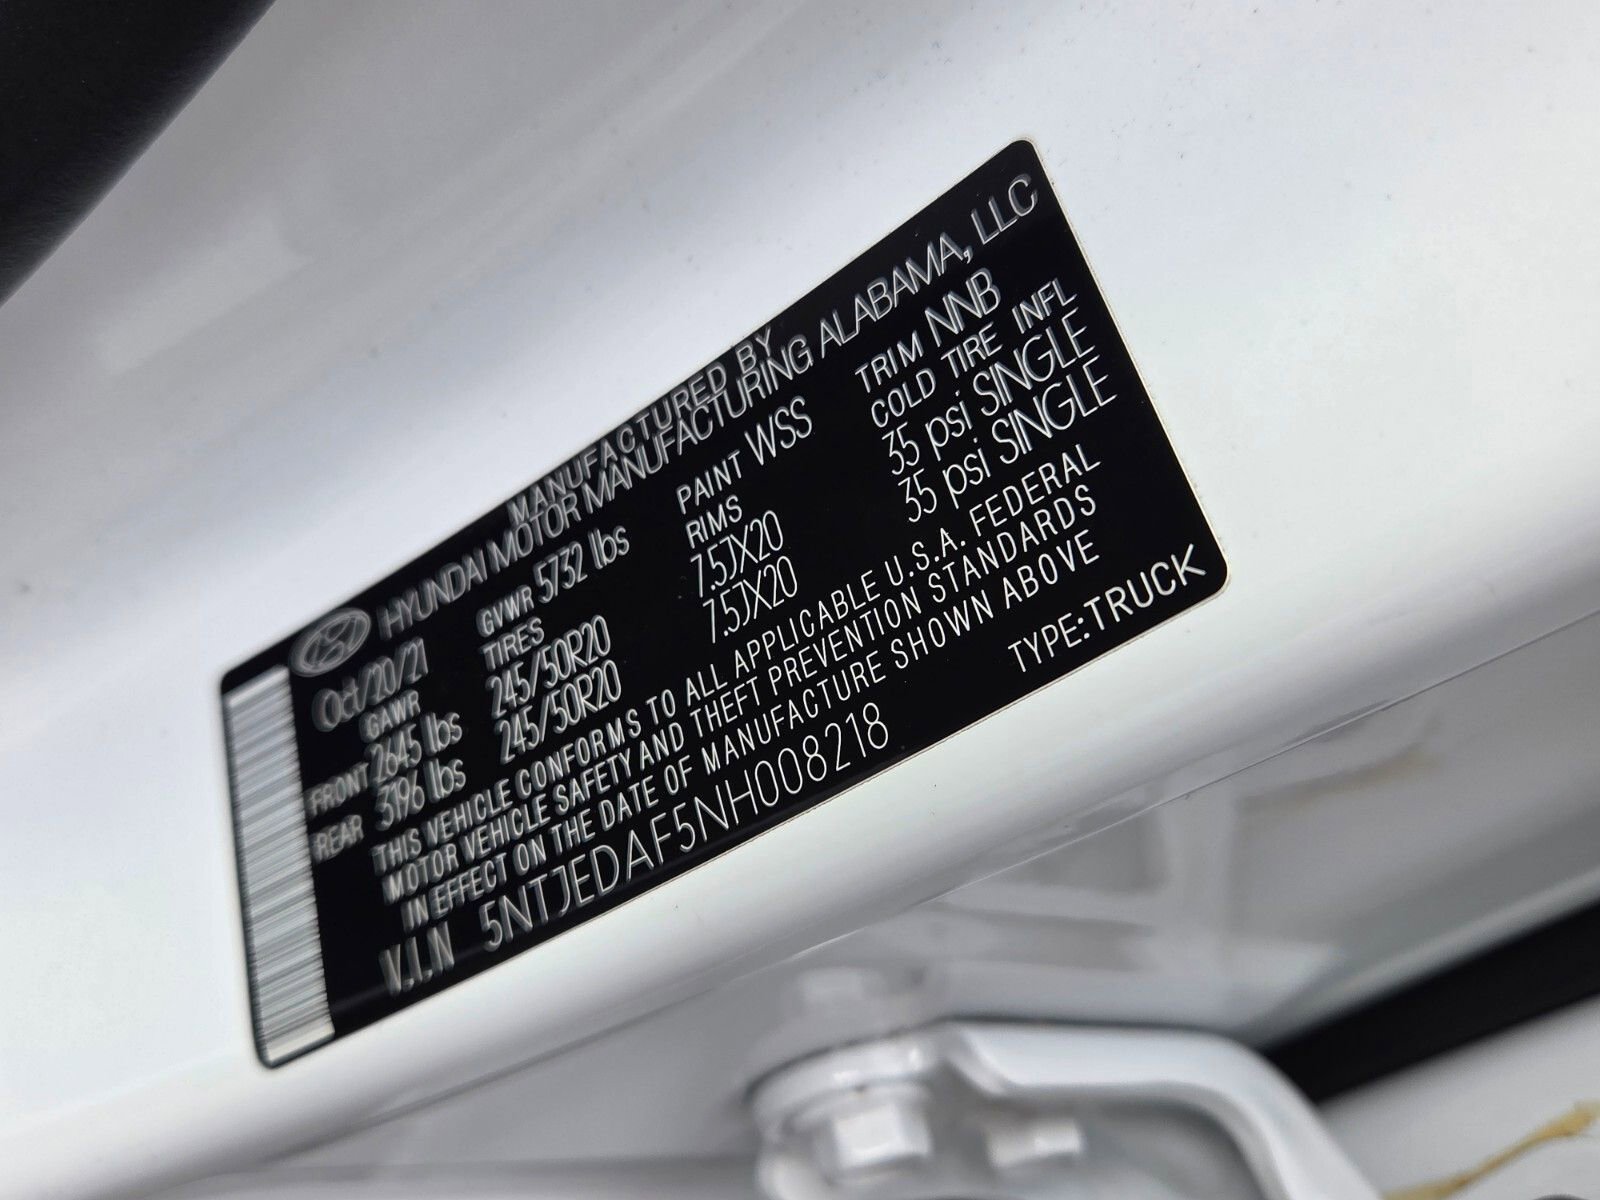 MANUFACTURED BY
HYUNDAI MOTOR MANUFACTURING ALABAMA, LLC
Oct/20/21 GVWR 5732 lbs PAINT WSS TRIM NNB
GAWR TIRES RIMS COLD TIRE INFL
FRONT 2645 lbs 245/50R20 7.5JX20 35 psi SINGLE
REAR 3196 lbs 245/50R20 7.5JX20 35 psi SINGLE
THIS VEHICLE CONFORMS TO ALL APPLICABLE U.S.A. FEDERAL
MOTOR VEHICLE SAFETY AND THEFT PREVENTION STANDARDS
IN EFFECT ON THE DATE OF MANUFACTURE SHOWN ABOVE
V.I.N 5NTJEDAF5NH008218 TYPE:TRUCK